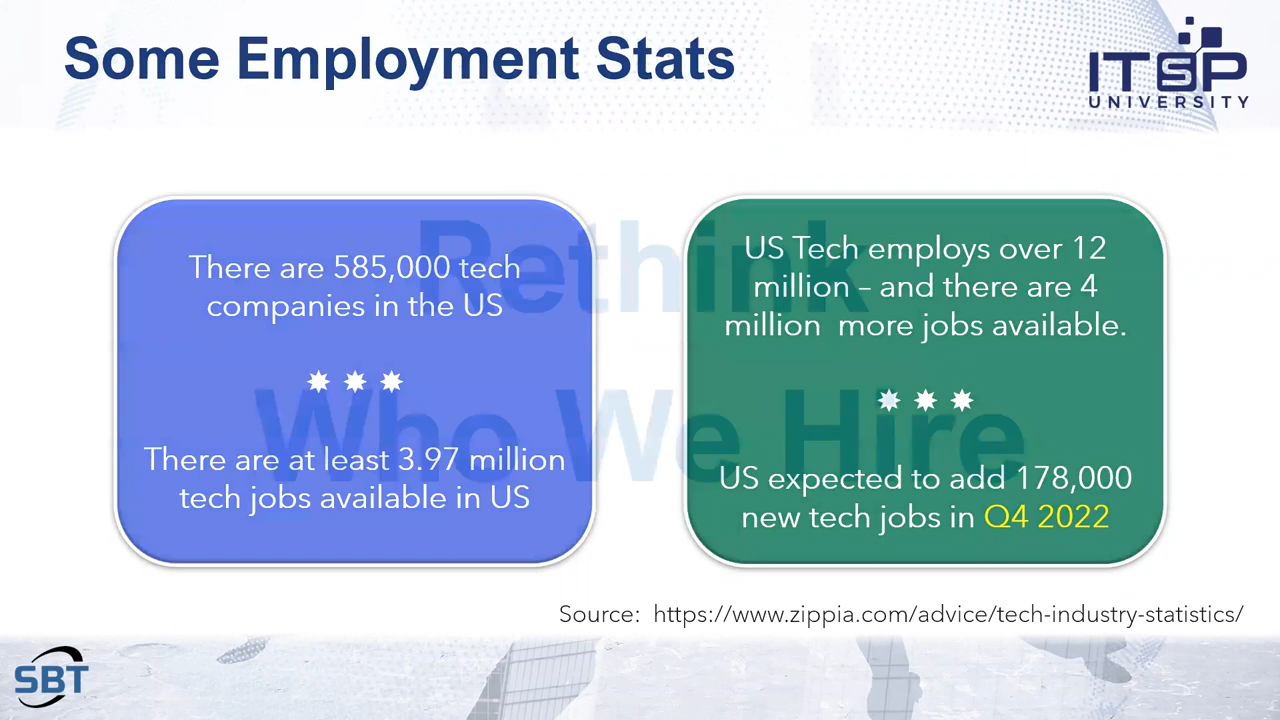 Some Employment Stats
ITSP
UNIVERSITY
Rethink
Who We Hire
There are 585,000 tech
companies in the US
There are at least 3.97 million
tech jobs available in US
US Tech employs over 12
million – and there are 4
million  more jobs available.
US expected to add 178,000
new tech jobs in Q4 2022
Source:  https://www.zippia.com/advice/tech-industry-statistics/
SBT